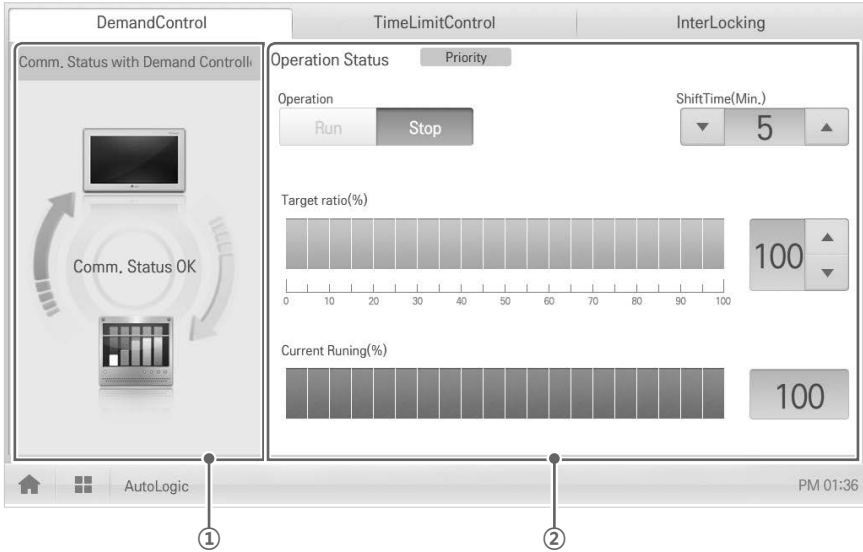 DemandControl
TimeLimitControl
InterLocking
Comm. Status with Demand Controll
Operation Status
Priority
Operation
Run
Stop
ShiftTime(Min.)
5
Target ratio(%)
100
0 10 20 30 40 50 60 70 80 90 100
Comm. Status OK
Current Runing(%)
100
AutoLogic
PM 01:36
① ②